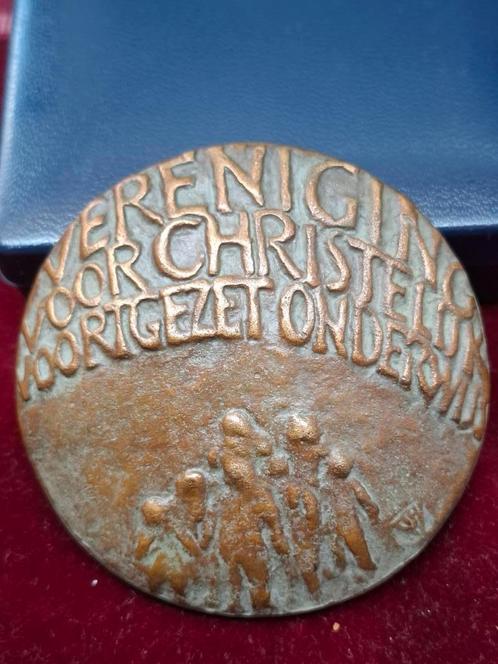 VERENIGING
VOOR CHRISTELIJK
VOORTGEZET ONDERWIJS